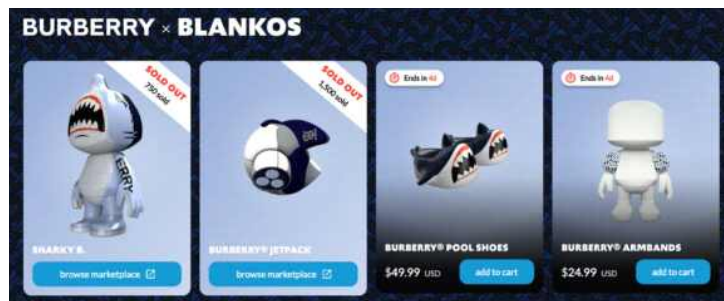 BURBERRY × BLANKOS
SOLD OUT
750 sold
ERRY
SHARKY B.
browse marketplace
SOLD OUT
1,500 sold
BURBERRY® JETPACK
browse marketplace
Ends in 4d
BURBERRY® POOL SHOES
$49.99 USD
add to cart
Ends in 4d
BURBERRY® ARMBANDS
$24.99 USD
add to cart